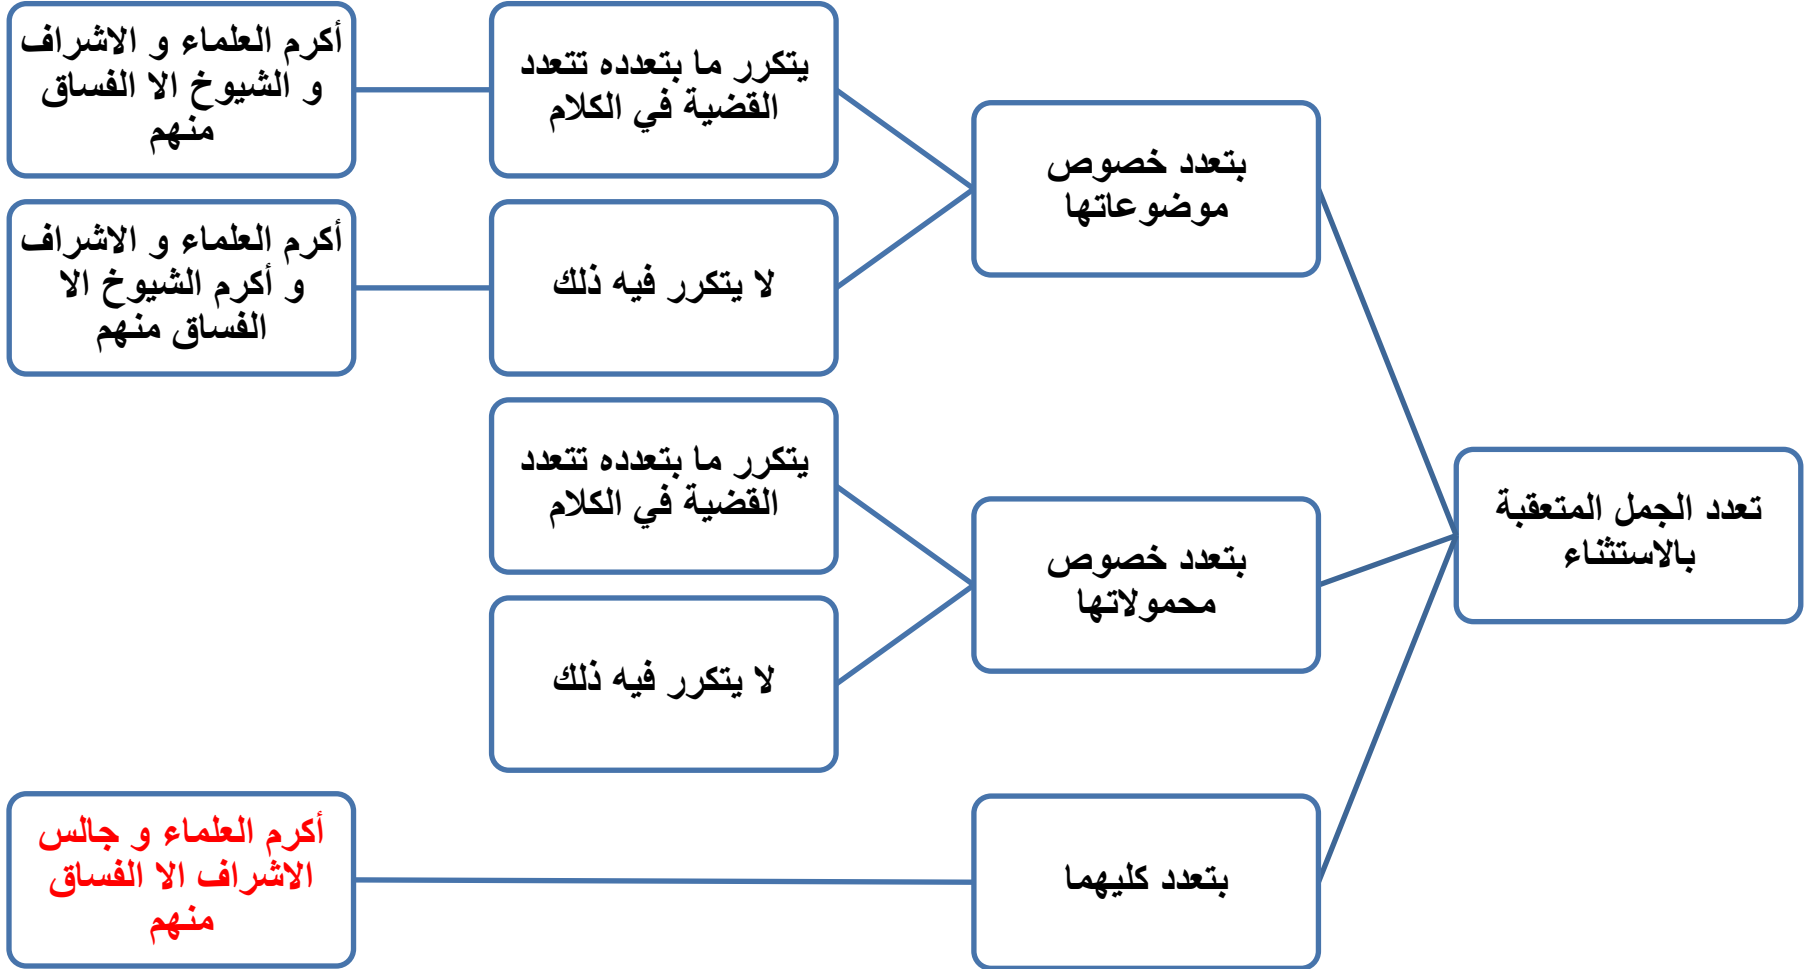 تعدد الجمل المتعقبة
بالاستثناء
بتعدد خصوص
موضوعاتها
يتكرر ما بتعدده تتعدد
القضية في الكلام
أكرم العلماء و الاشراف
و الشيوخ الا الفساق
منهم
لا يتكرر فيه ذلك
أكرم العلماء و الاشراف
و أكرم الشيوخ الا
الفساق منهم
بتعدد خصوص
محمولاتها
يتكرر ما بتعدده تتعدد
القضية في الكلام
لا يتكرر فيه ذلك
بتعدد كليهما
أكرم العلماء و جالس
الاشراف الا الفساق
منهم